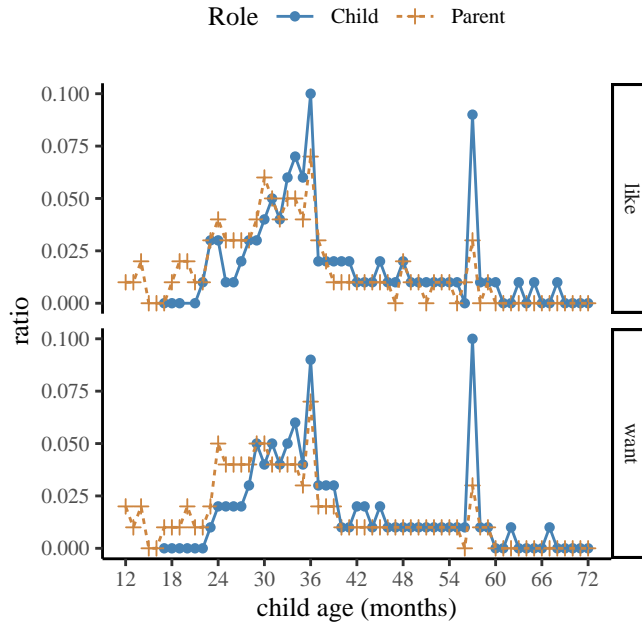 Role Child Parent
0.100
0.075
0.050
0.025
0.000
like
0.100
0.075
0.050
0.025
0.000
want
ratio
12 18 24 30 36 42 48 54 60 66 72
child age (months)